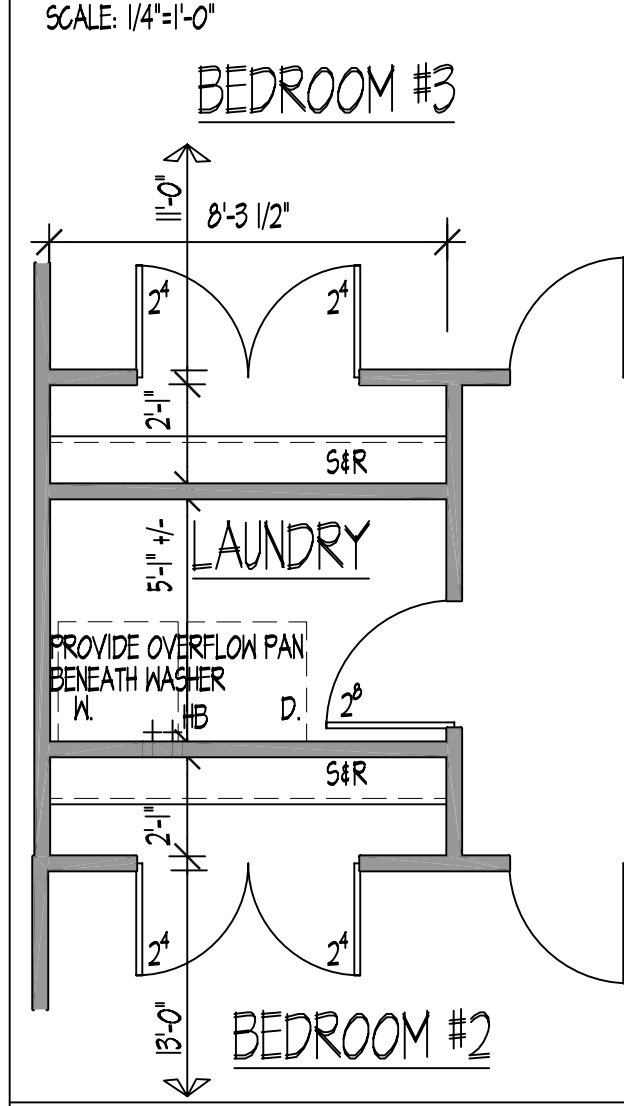 SCALE: 1/4"=1'-0"
BEDROOM #3
11'-0"
8'-3 1/2"
2⁴
2⁴
2'-1"
S&R
5'-1" +/-
LAUNDRY
PROVIDE OVERFLOW PAN
BENEATH WASHER
W.
HB
D.
2⁸
S&R
2'-1"
2⁴
2⁴
13'-0"
BEDROOM #2